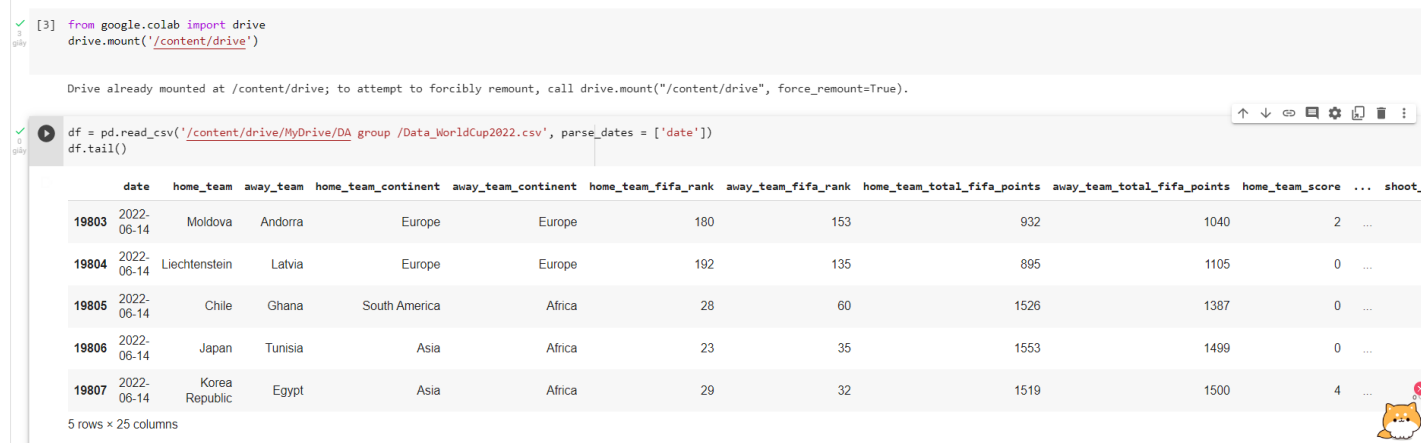 [3] from google.colab import drive
3 drive.mount('/content/drive')
giây
Drive already mounted at /content/drive; to attempt to forcibly remount, call drive.mount("/content/drive", force_remount=True).
df = pd.read_csv('/content/drive/MyDrive/DA group /Data_WorldCup2022.csv', parse_dates = ['date'])
0 df.tail()
giây
date home_team away_team home_team_continent away_team_continent home_team_fifa_rank away_team_fifa_rank home_team_total_fifa_points away_team_total_fifa_points home_team_score ... shoot_
19803 2022-06-14 Moldova Andorra Europe Europe 180 153 932 1040 2 ...
19804 2022-06-14 Liechtenstein Latvia Europe Europe 192 135 895 1105 0 ...
19805 2022-06-14 Chile Ghana South America Africa 28 60 1526 1387 0 ...
19806 2022-06-14 Japan Tunisia Asia Africa 23 35 1553 1499 0 ...
19807 2022-06-14 Korea Republic Egypt Asia Africa 29 32 1519 1500 4 ...
5 rows × 25 columns